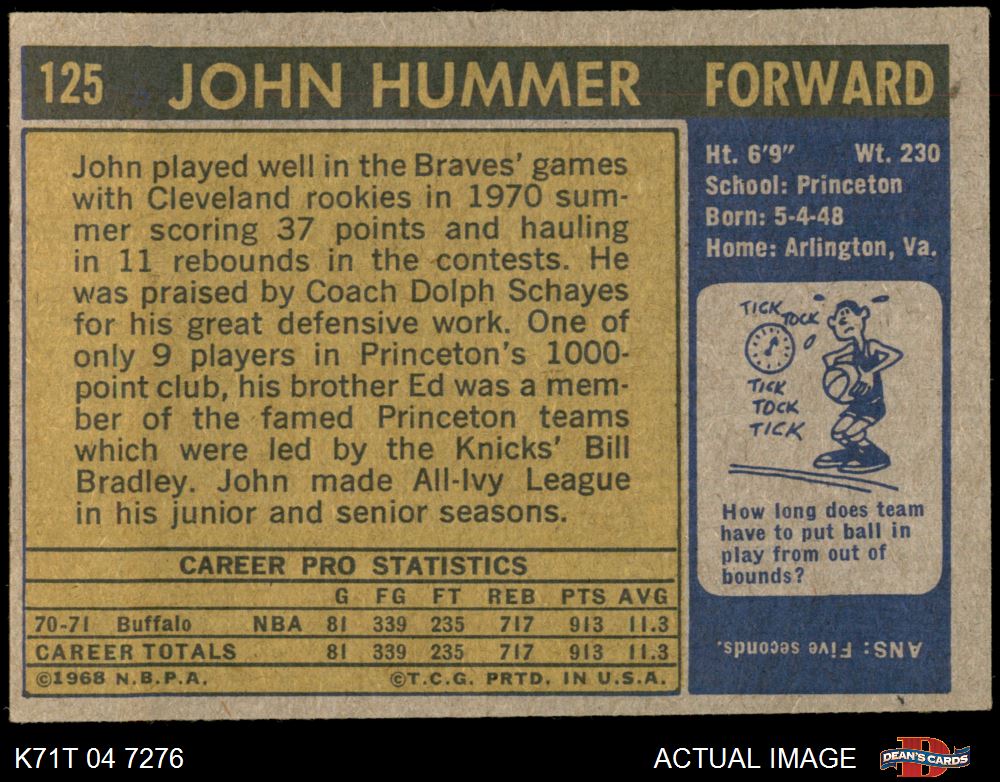 125 JOHN HUMMER FORWARD
John played well in the Braves' games
with Cleveland rookies in 1970 sum-
mer scoring 37 points and hauling
in 11 rebounds in the contests. He
was praised by Coach Dolph Schayes
for his great defensive work. One of
only 9 players in Princeton's 1000-
point club, his brother Ed was a mem-
ber of the famed Princeton teams
which were led by the Knicks' Bill
Bradley. John made All-Ivy League
in his junior and senior seasons.
CAREER PRO STATISTICS
G FG FT REB PTS AVG
70-71 Buffalo NBA 81 339 235 717 913 11.3
CAREER TOTALS 81 339 235 717 913 11.3
©1968 N.B.P.A. ©T.C.G. PRTD. IN U.S.A.
Ht. 6'9" Wt. 230
School: Princeton
Born: 5-4-48
Home: Arlington, Va.
TICK
TOCK
TICK
TOCK
TICK
How long does team
have to put ball in
play from out of
bounds?
ANS: Five seconds.
K71T 04 7276 ACTUAL IMAGE
D
DEAN'S CARDS